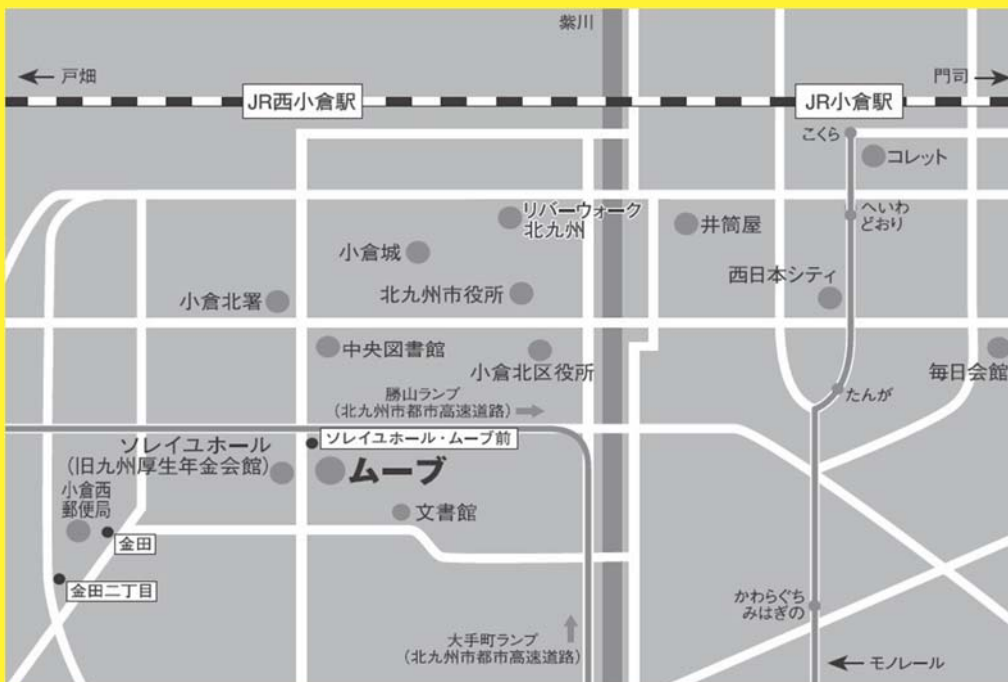 紫川
戸畑
門司
JR西小倉駅
JR小倉駅
こくら
コレット
へいわ
どおり
リバーウォーク
北九州
井筒屋
小倉城
西日本シティ
小倉北署
北九州市役所
中央図書館
小倉北区役所
毎日会館
たんが
勝山ランプ
(北九州市都市高速道路)
ソレイユホール・ムーブ前
ソレイユホール
(旧九州厚生年金会館)
ムーブ
小倉西
郵便局
文書館
金田
金田二丁目
かわらぐち
みはぎの
大手町ランプ
(北九州市都市高速道路)
モノレール